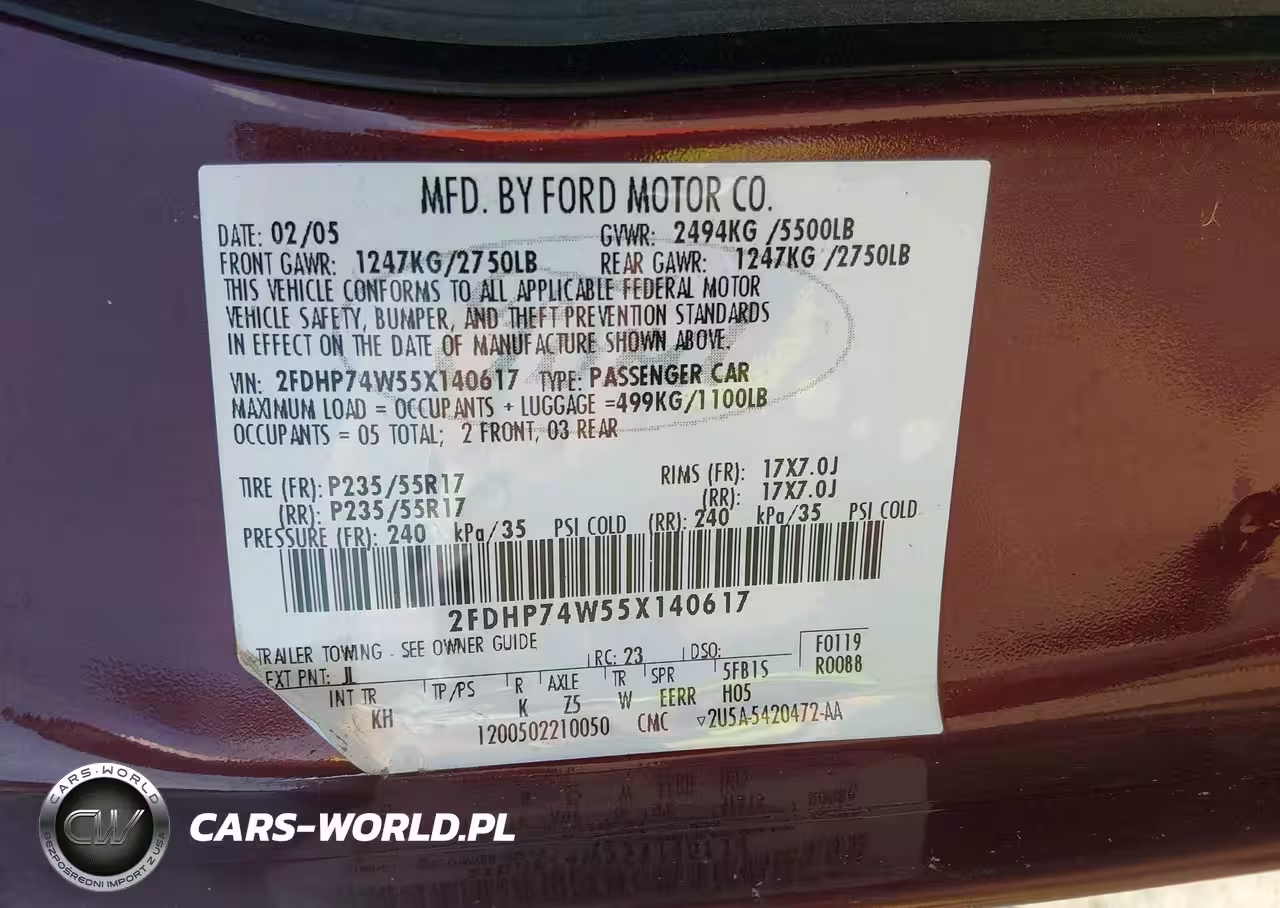 MFD. BY FORD MOTOR CO.
DATE: 02/05 GVWR: 2494KG /5500LB
FRONT GAWR: 1247KG/2750LB REAR GAWR: 1247KG /2750LB
THIS VEHICLE CONFORMS TO ALL APPLICABLE FEDERAL MOTOR
VEHICLE SAFETY, BUMPER, AND THEFT PREVENTION STANDARDS
IN EFFECT ON THE DATE OF MANUFACTURE SHOWN ABOVE.
VIN: 2FDHP74W55X140617 TYPE: PASSENGER CAR
MAXIMUM LOAD = OCCUPANTS + LUGGAGE =499KG/1100LB
OCCUPANTS = 05 TOTAL; 2 FRONT, 03 REAR
TIRE (FR): P235/55R17 RIMS (FR): 17X7.0J
(RR): P235/55R17 (RR): 17X7.0J
PRESSURE (FR): 240 kPa/35 PSI COLD (RR): 240 kPa/35 PSI COLD
2FDHP74W55X140617
TRAILER TOWING - SEE OWNER GUIDE
EXT PNT: JL RC: 23 DSO: F0119
INT TR TP/PS R AXLE TR SPR 5FB1S R0088
KH K Z5 W EERR H05
1200502210050 CMC ▽2U5A-5420472-AA
CARS-WORLD
CW
BEZPOŚREDNI IMPORT Z USA
CARS-WORLD.PL